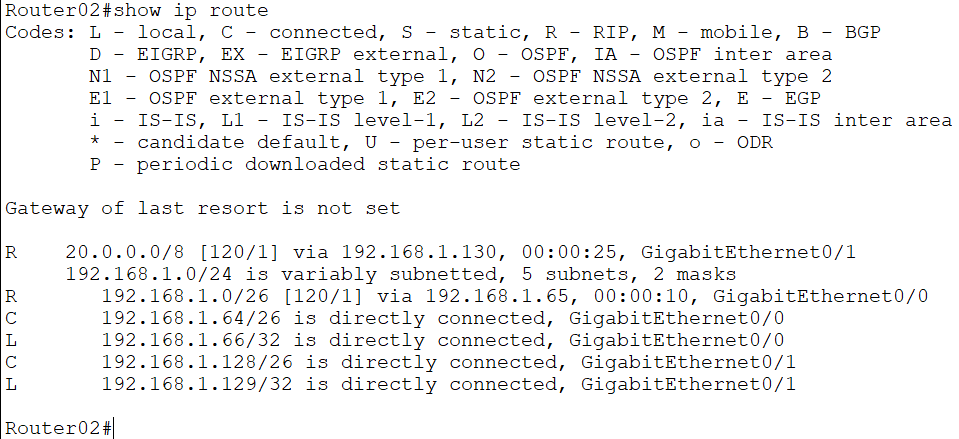 Router02#show ip route
Codes: L - local, C - connected, S - static, R - RIP, M - mobile, B - BGP
       D - EIGRP, EX - EIGRP external, O - OSPF, IA - OSPF inter area
       N1 - OSPF NSSA external type 1, N2 - OSPF NSSA external type 2
       E1 - OSPF external type 1, E2 - OSPF external type 2, E - EGP
       i - IS-IS, L1 - IS-IS level-1, L2 - IS-IS level-2, ia - IS-IS inter area
       * - candidate default, U - per-user static route, o - ODR
       P - periodic downloaded static route

Gateway of last resort is not set

R    20.0.0.0/8 [120/1] via 192.168.1.130, 00:00:25, GigabitEthernet0/1
     192.168.1.0/24 is variably subnetted, 5 subnets, 2 masks
R       192.168.1.0/26 [120/1] via 192.168.1.65, 00:00:10, GigabitEthernet0/0
C       192.168.1.64/26 is directly connected, GigabitEthernet0/0
L       192.168.1.66/32 is directly connected, GigabitEthernet0/0
C       192.168.1.128/26 is directly connected, GigabitEthernet0/1
L       192.168.1.129/32 is directly connected, GigabitEthernet0/1

Router02#